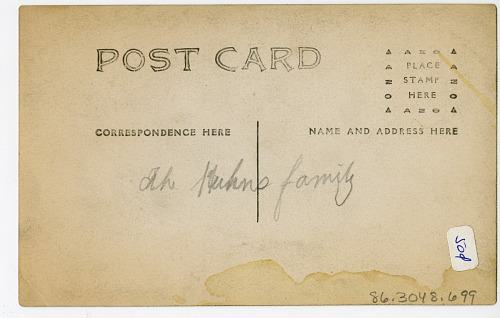 POST CARD
A AZO A
A PLACE A
N STAMP N
O HERE O
A AZO A
CORRESPONDENCE HERE
NAME AND ADDRESS HERE
The Kuhns family
50¢
86.3048.699